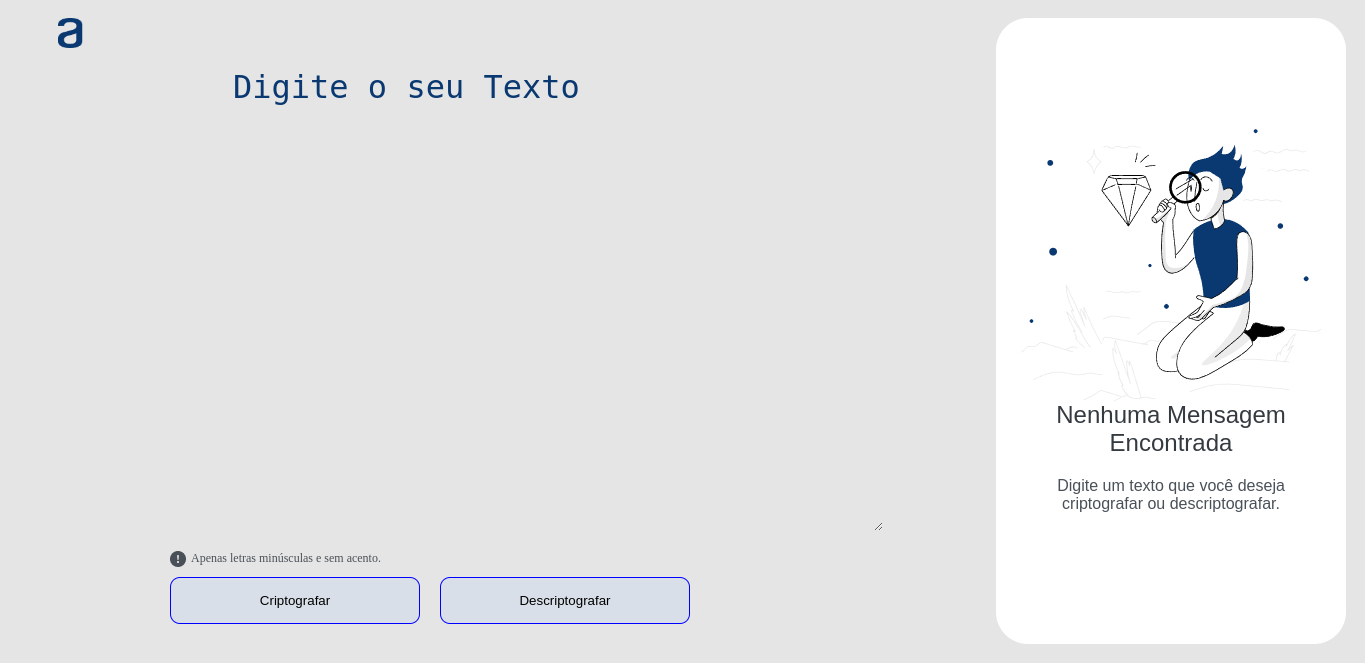 a
Digite o seu Texto
Apenas letras minúsculas e sem acento.
Criptografar
Descriptografar
Nenhuma Mensagem
Encontrada
Digite um texto que você deseja
criptografar ou descriptografar.